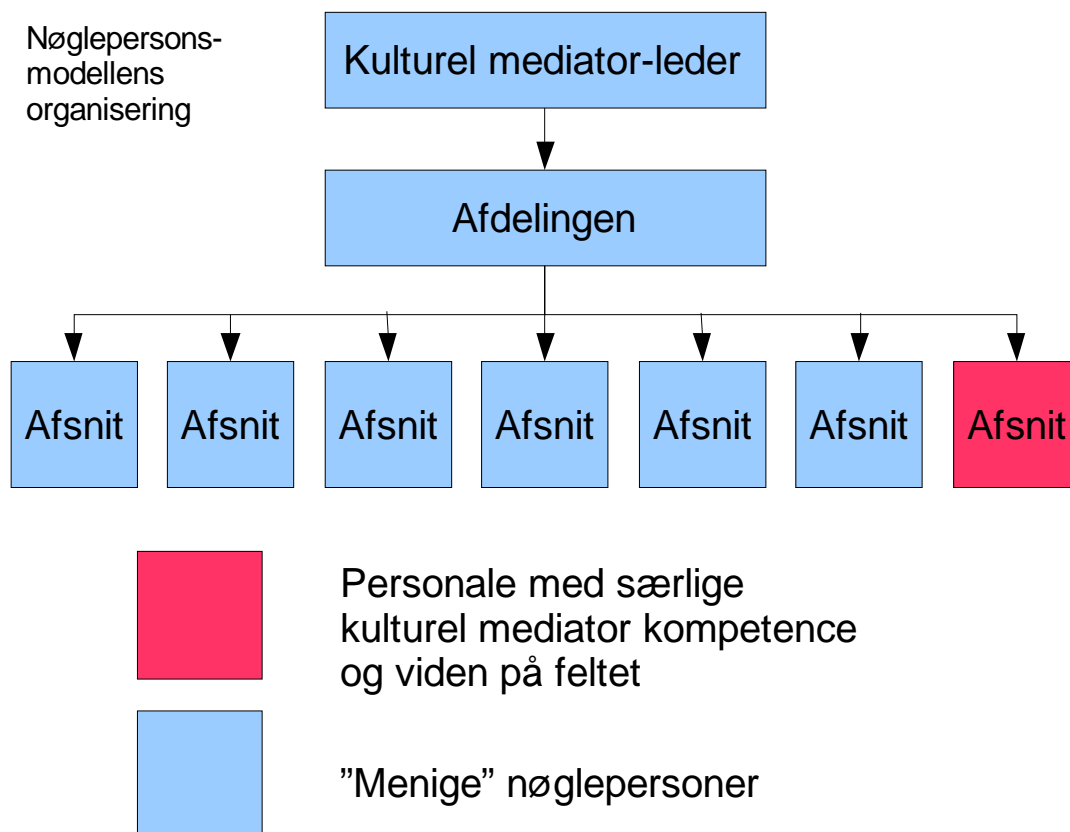 Nøglepersons-
modellens
organisering
Kulturel mediator-leder
Afdelingen
Afsnit
Afsnit
Afsnit
Afsnit
Afsnit
Afsnit
Afsnit
Personale med særlige
kulturel mediator kompetence
og viden på feltet
”Menige” nøglepersoner